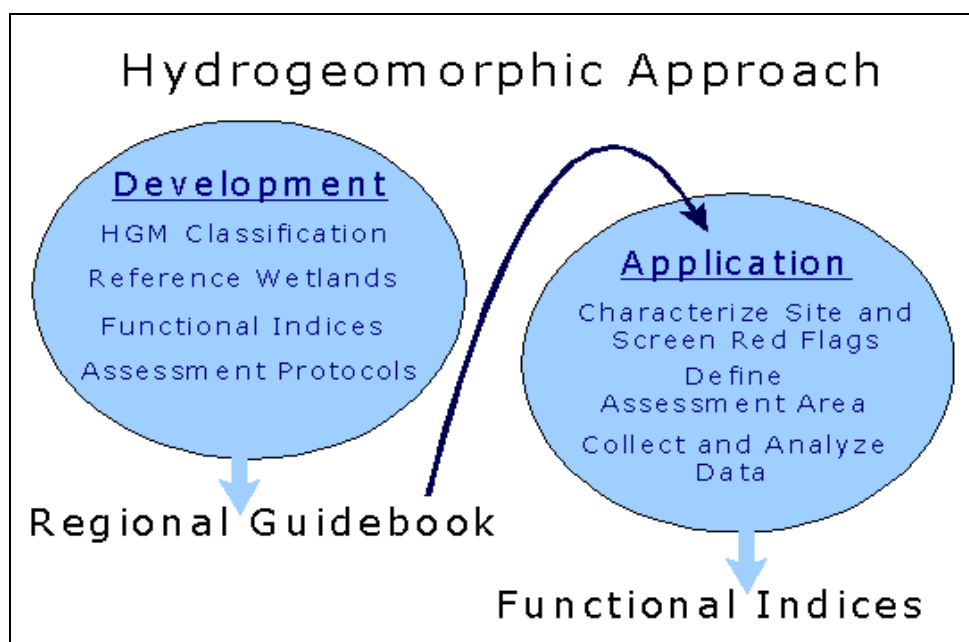 Hydrogeomorphic Approach
Development
HGM Classification
Reference Wetlands
Functional Indices
Assessment Protocols
Regional Guidebook
Application
Characterize Site and
Screen Red Flags
Define
Assessment Area
Collect and Analyze
Data
Functional Indices